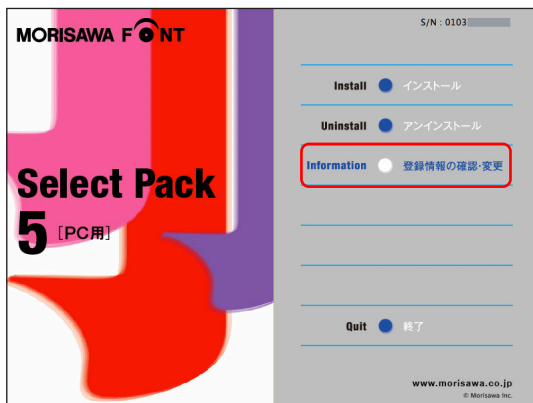 MORISAWA FONT
Select Pack
5 [PC用]
S/N : 0103
Install インストール
Uninstall アンインストール
Information 登録情報の確認・変更
Quit 終了
www.morisawa.co.jp
© Morisawa Inc.